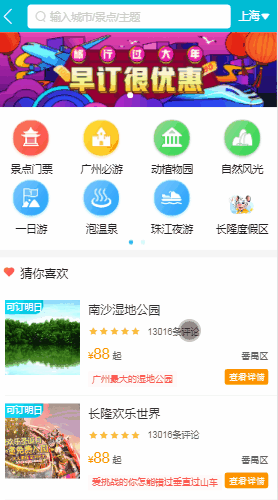 输入城市/景点/主题
上海
旅行过大年
早订很优惠
景点门票
广州必游
动植物园
自然风光
一日游
泡温泉
珠江夜游
长隆度假区
猜你喜欢
可订明日
南沙湿地公园
13016条评论
¥88 起
番禺区
广州最大的湿地公园
查看详情
可订明日
长隆欢乐世界
13016条评论
¥88 起
番禺区
爱挑战的你怎能错过垂直过山车
查看详情